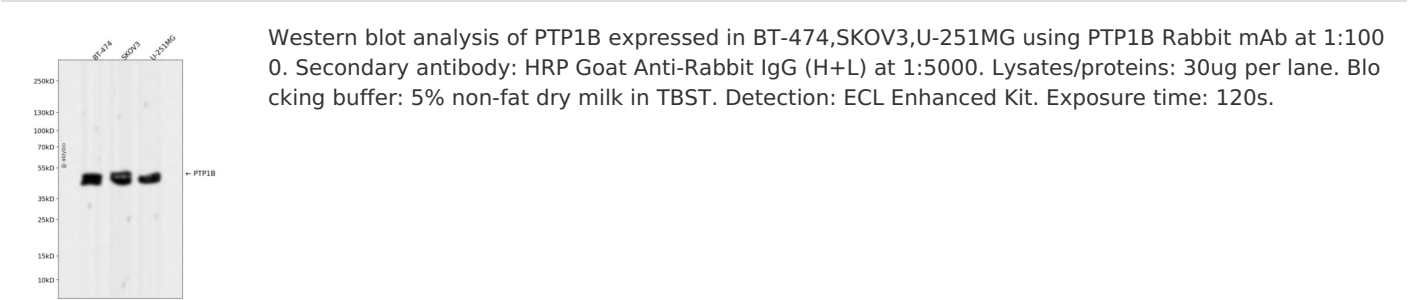 BT-474
SKOV3
U-251MG
250kD
130kD
100kD
70kD
55kD
35kD
25kD
15kD
10kD
@ abbybio
← PTP1B
Western blot analysis of PTP1B expressed in BT-474,SKOV3,U-251MG using PTP1B Rabbit mAb at 1:100
0. Secondary antibody: HRP Goat Anti-Rabbit IgG (H+L) at 1:5000. Lysates/proteins: 30ug per lane. Blo
cking buffer: 5% non-fat dry milk in TBST. Detection: ECL Enhanced Kit. Exposure time: 120s.